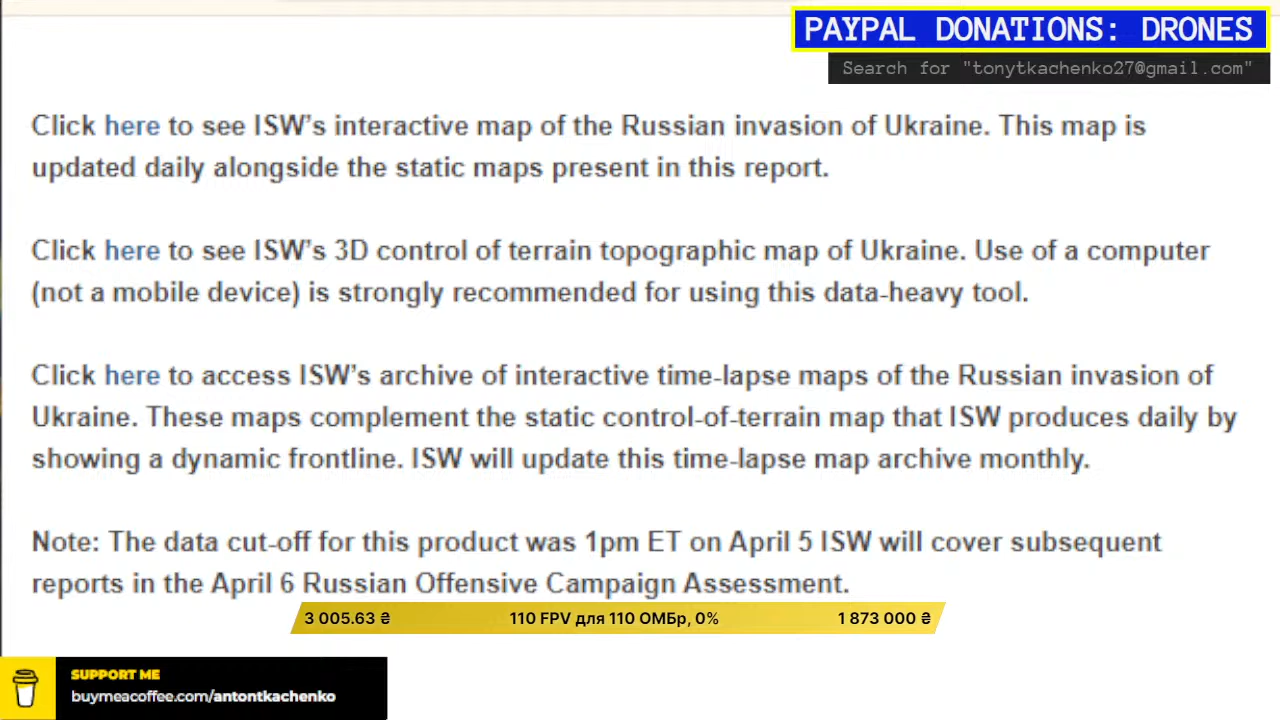 PAYPAL DONATIONS: DRONES
Search for "tonytkachenko27@gmail.com"
Click here to see ISW's interactive map of the Russian invasion of Ukraine. This map is
updated daily alongside the static maps present in this report.
Click here to see ISW's 3D control of terrain topographic map of Ukraine. Use of a computer
(not a mobile device) is strongly recommended for using this data-heavy tool.
Click here to access ISW's archive of interactive time-lapse maps of the Russian invasion of
Ukraine. These maps complement the static control-of-terrain map that ISW produces daily by
showing a dynamic frontline. ISW will update this time-lapse map archive monthly.
Note: The data cut-off for this product was 1pm ET on April 5 ISW will cover subsequent
reports in the April 6 Russian Offensive Campaign Assessment.
3 005.63 ₴ 110 FPV для 110 ОМБр, 0% 1 873 000 ₴
SUPPORT ME
buymeacoffee.com/antontkachenko